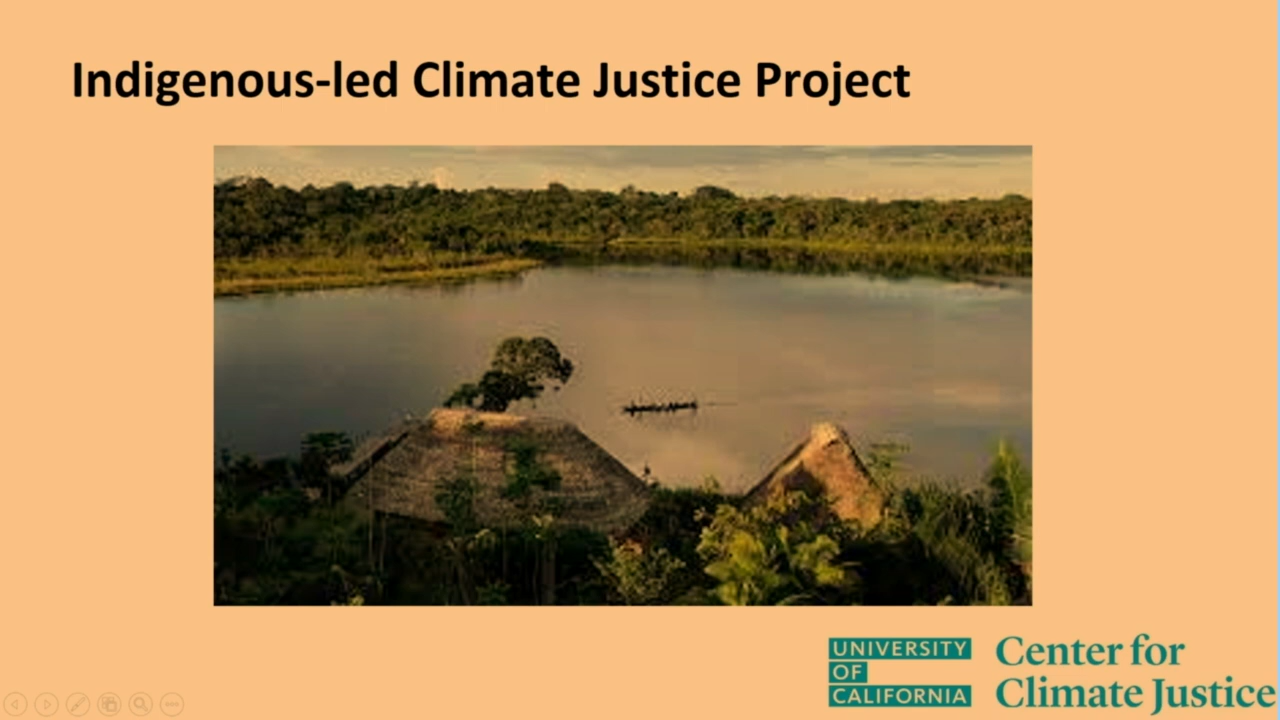 Indigenous-led Climate Justice Project
UNIVERSITY
OF
CALIFORNIA
Center for
Climate Justice